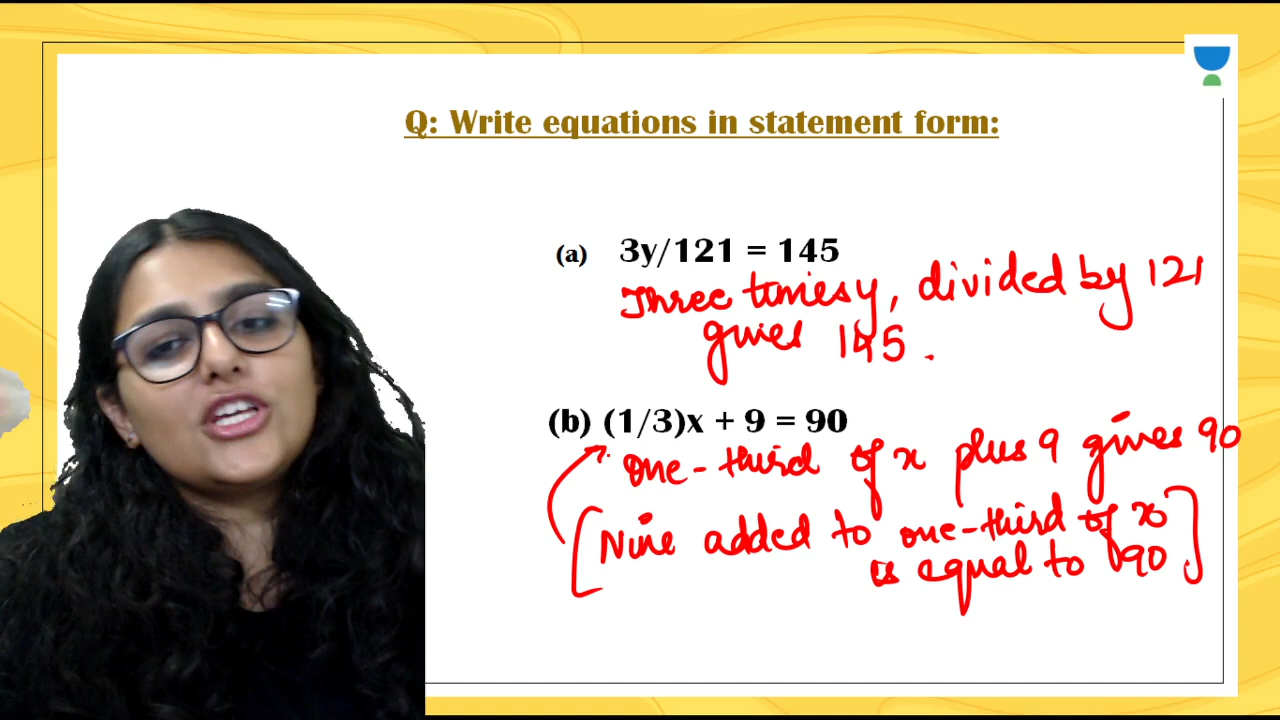 Q: Write equations in statement form:
(a) 3y/121 = 145
Three times y, divided by 121
gives 145.
(b) (1/3)x + 9 = 90
one-third of x plus 9 gives 90
[Nine added to one-third of x
is equal to 90]